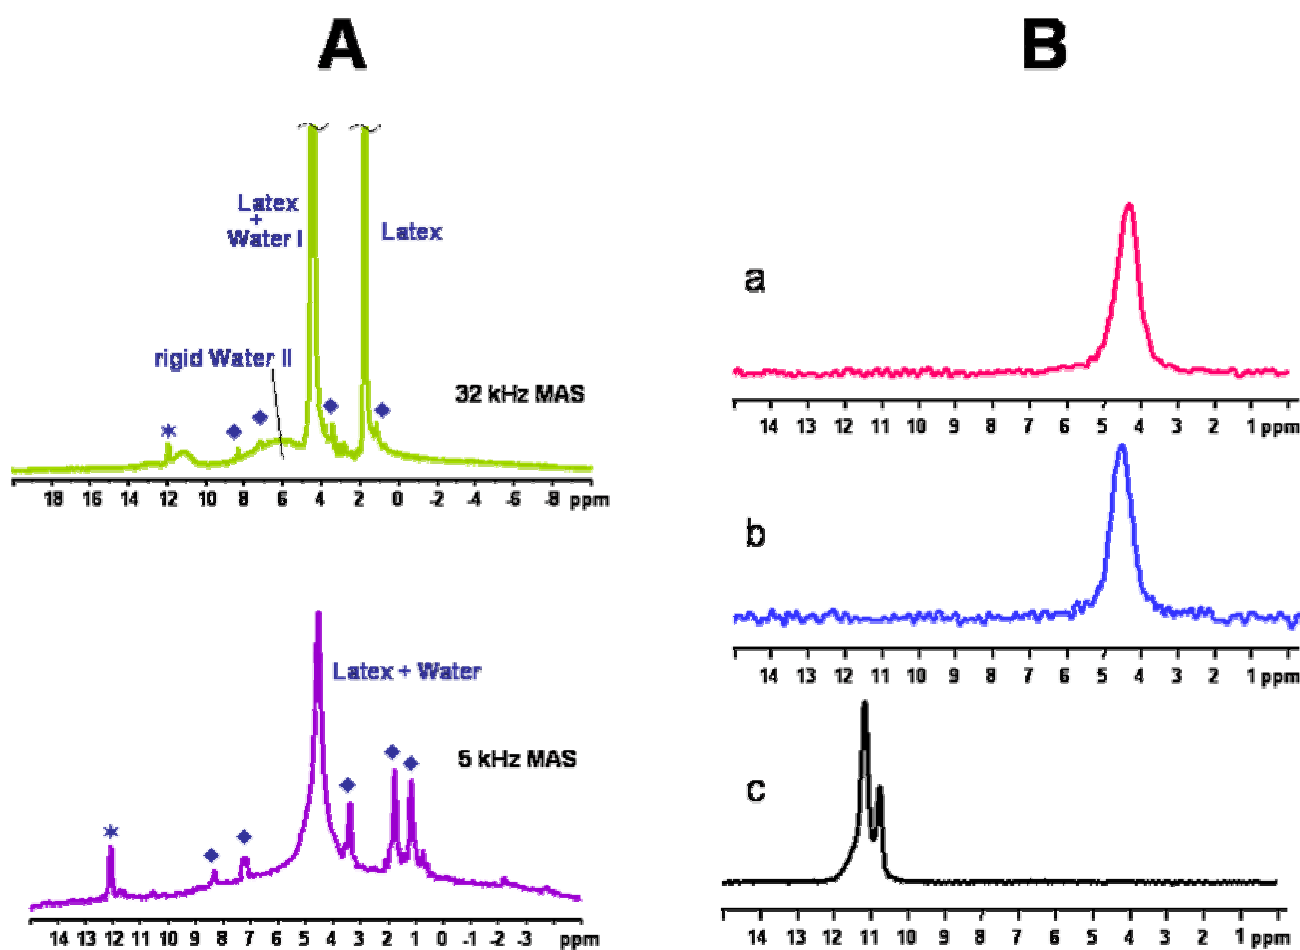 A
B
Latex
+
Water I
Latex
rigid Water II
32 kHz MAS
*
18 16 14 12 10 8 6 4 2 0 -2 -4 -6 -8 ppm
Latex + Water
5 kHz MAS
*
14 13 12 11 10 9 8 7 6 5 4 3 2 1 0 -1 -2 -3 ppm
a
14 13 12 11 10 9 8 7 6 5 4 3 2 1 ppm
b
14 13 12 11 10 9 8 7 6 5 4 3 2 1 ppm
c
14 13 12 11 10 9 8 7 6 5 4 3 2 1 ppm